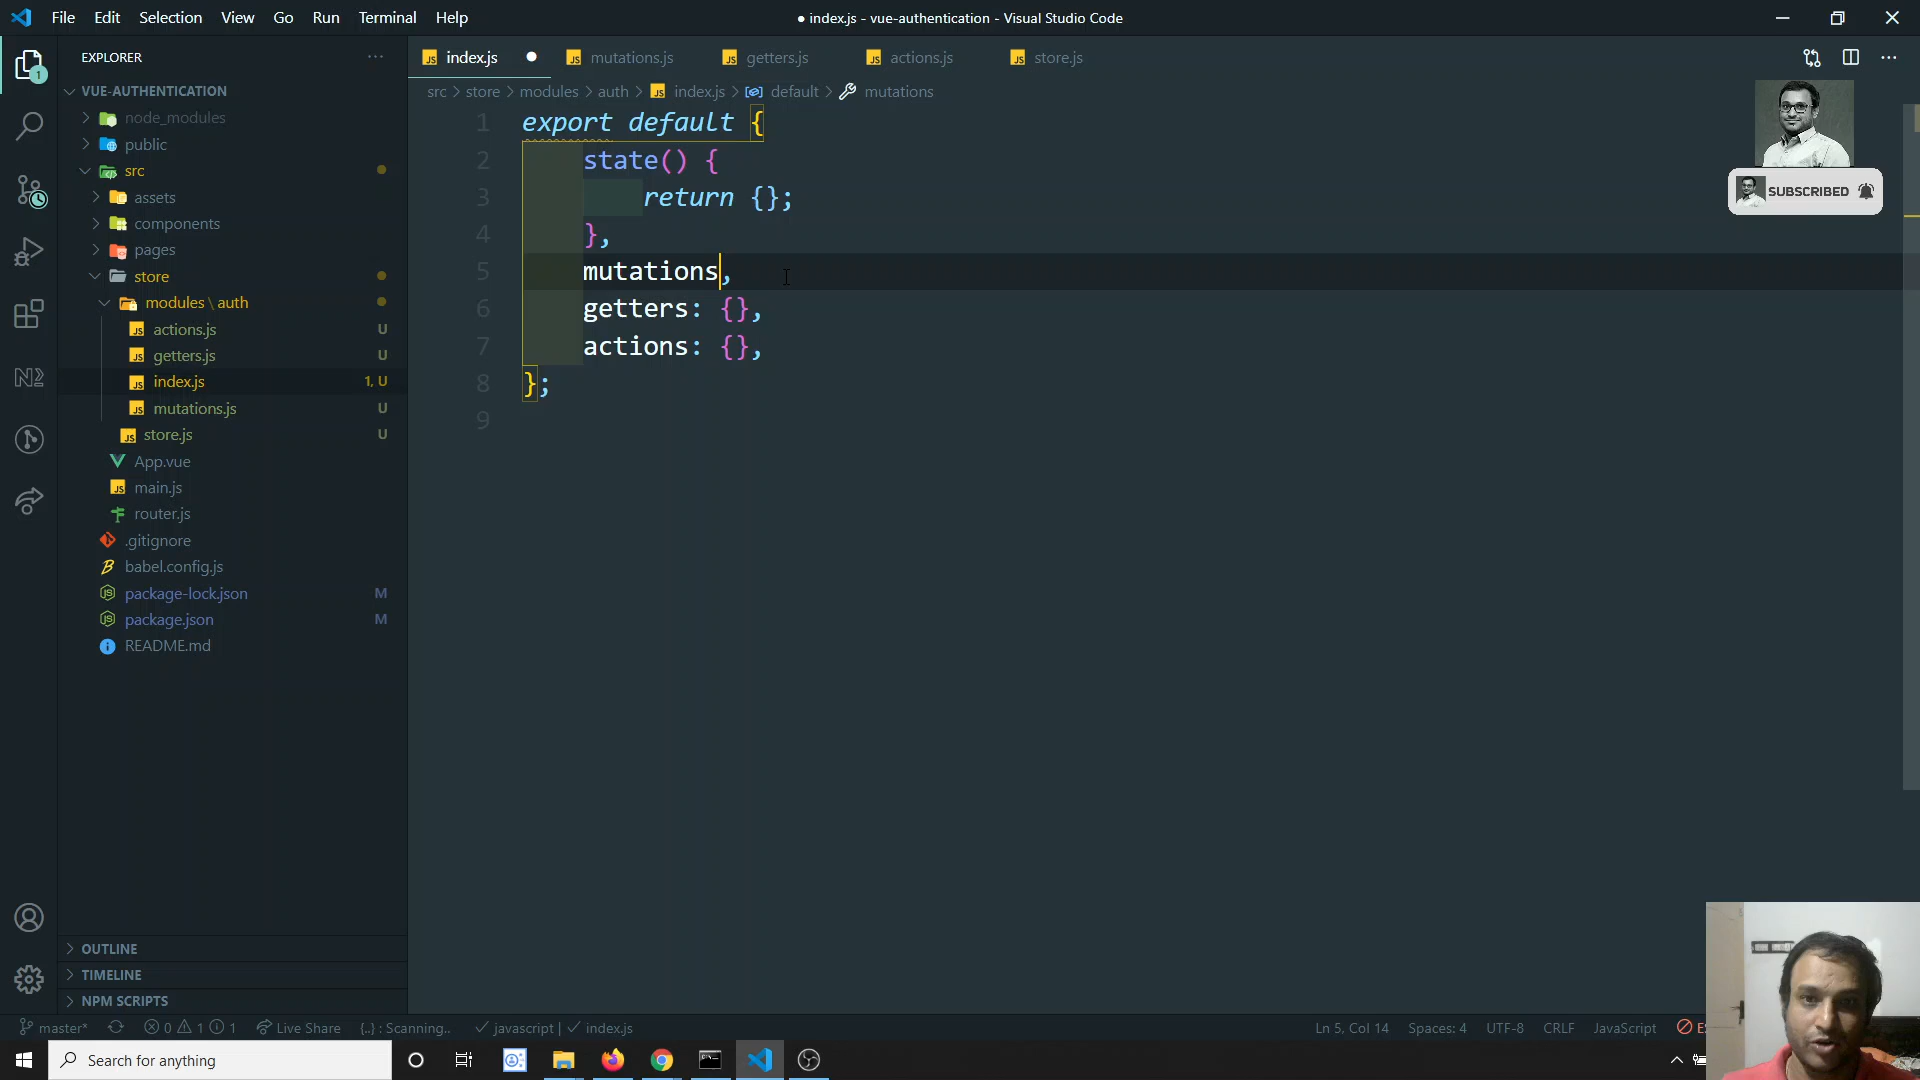 File Edit Selection View Go Run Terminal Help
● index.js - vue-authentication - Visual Studio Code
EXPLORER
index.js mutations.js getters.js actions.js store.js
src > store > modules > auth > index.js > default > mutations
VUE-AUTHENTICATION
node_modules
public
src
assets
components
pages
store
modules \ auth
actions.js U
getters.js U
index.js 1, U
mutations.js U
store.js U
App.vue
main.js
router.js
.gitignore
babel.config.js
package-lock.json M
package.json M
README.md
OUTLINE
TIMELINE
NPM SCRIPTS
1 export default {
2 state() {
3 return {};
4 },
5 mutations,
6 getters: {},
7 actions: {},
8 };
9
SUBSCRIBED
1
master* 0 1 1 Live Share {..} : Scanning.. javascript | index.js
Ln 5, Col 14 Spaces: 4 UTF-8 CRLF JavaScript
Search for anything